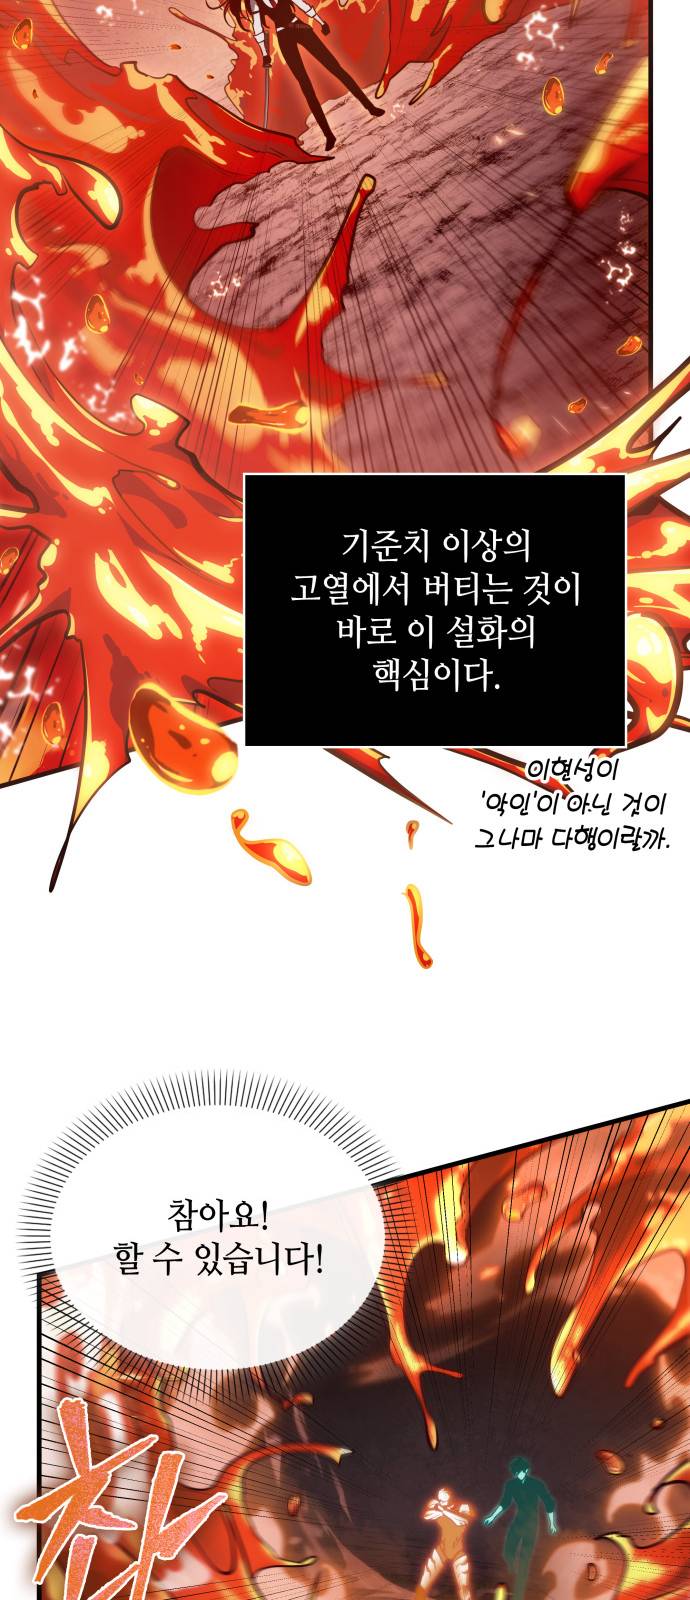 기준치 이상의
고열에서 버티는 것이
바로 이 설화의
핵심이다.
이현성이
'악인'이 아닌 것이
그나마 다행이랄까.
참아요!
할 수 있습니다!
촤